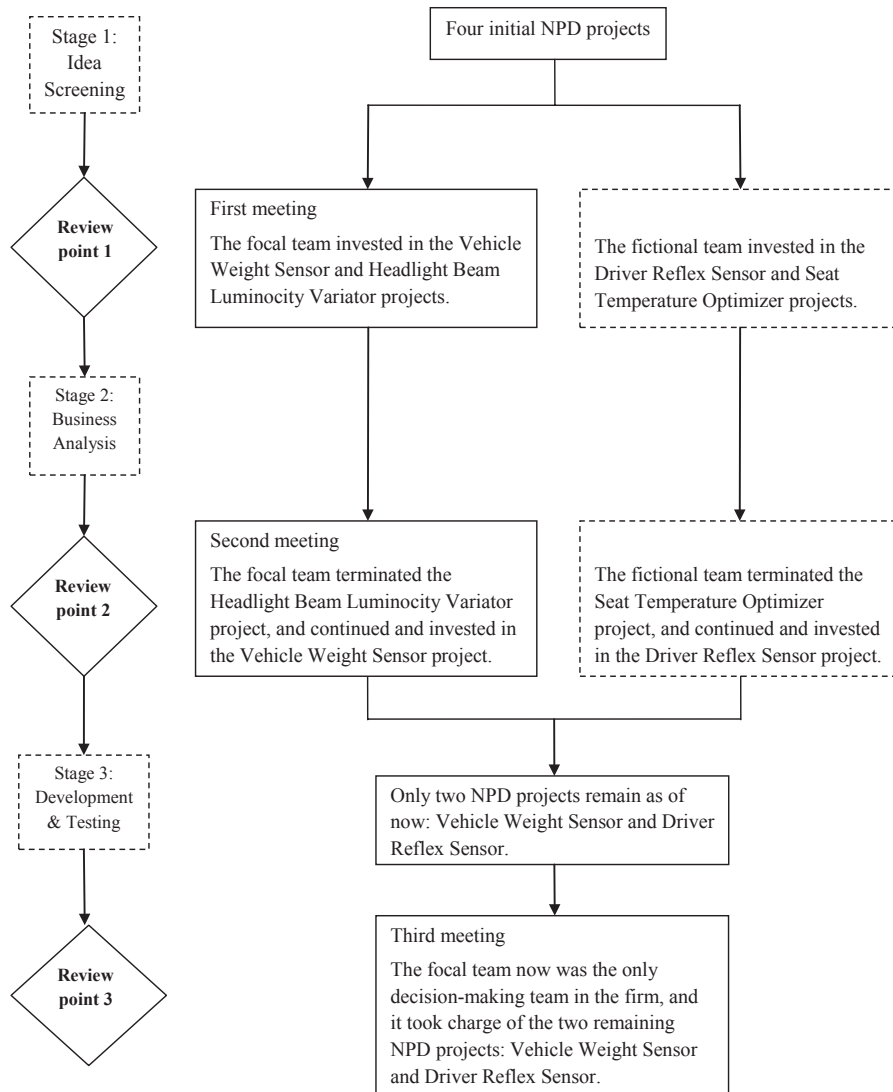 Stage 1:
Idea
Screening
Four initial NPD projects
Review
point 1
First meeting
The focal team invested in the Vehicle
Weight Sensor and Headlight Beam
Luminocity Variator projects.
The fictional team invested in the
Driver Reflex Sensor and Seat
Temperature Optimizer projects.
Stage 2:
Business
Analysis
Review
point 2
Second meeting
The focal team terminated the
Headlight Beam Luminocity Variator
project, and continued and invested in
the Vehicle Weight Sensor project.
The fictional team terminated the
Seat Temperature Optimizer
project, and continued and invested
in the Driver Reflex Sensor project.
Stage 3:
Development
& Testing
Only two NPD projects remain as of
now: Vehicle Weight Sensor and Driver
Reflex Sensor.
Review
point 3
Third meeting
The focal team now was the only
decision-making team in the firm, and
it took charge of the two remaining
NPD projects: Vehicle Weight Sensor
and Driver Reflex Sensor.